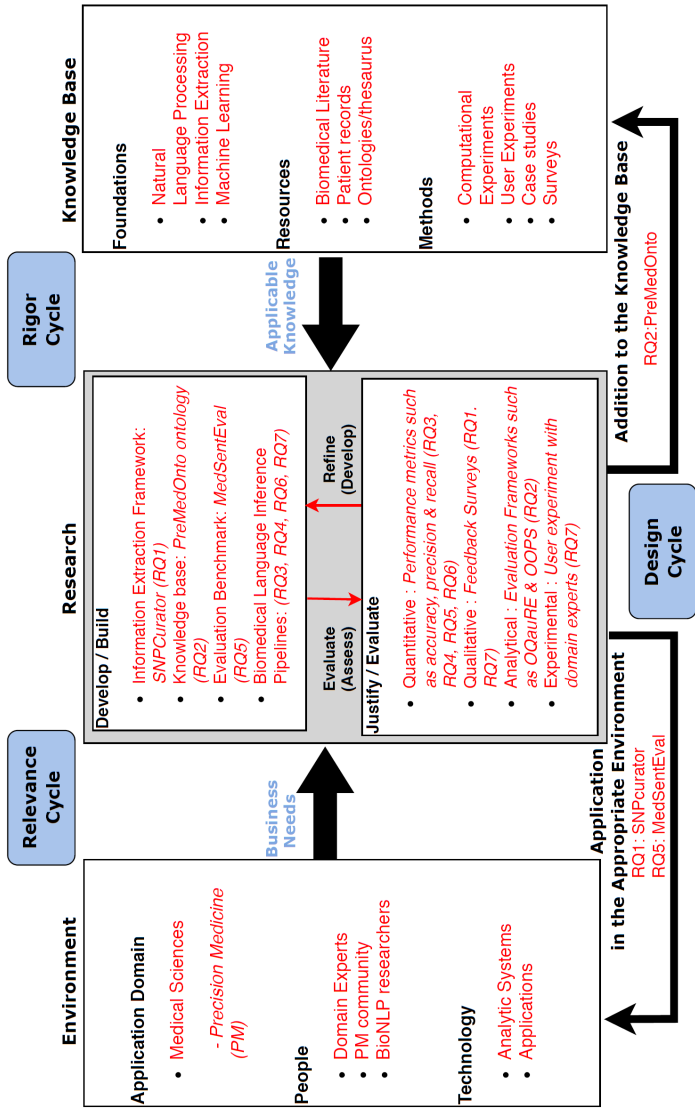 Relevance
Cycle
Rigor
Cycle
Environment
Application Domain
• Medical Sciences
- Precision Medicine
(PM)
People
• Domain Experts
• PM community
• BioNLP researchers
Technology
• Analytic Systems
• Applications
Business
Needs
Research
Develop / Build
• Information Extraction Framework:
SNPCurator (RQ1)
• Knowledge base: PreMedOnto ontology
(RQ2)
• Evaluation Benchmark: MedSentEval
(RQ5)
• Biomedical Language Inference
Pipelines: (RQ3, RQ4, RQ6, RQ7)
Evaluate
(Assess)
Refine
(Develop)
Justify / Evaluate
• Quantitative : Performance metrics such
as accuracy, precision & recall (RQ3,
RQ4, RQ5, RQ6)
• Qualitative : Feedback Surveys (RQ1.
RQ7)
• Analytical : Evaluation Frameworks such
as OQauRE & OOPS (RQ2)
• Experimental : User experiment with
domain experts (RQ7)
Applicable
Knowledge
Knowledge Base
Foundations
• Natural
Language Processing
• Information Extraction
• Machine Learning
Resources
• Biomedical Literature
• Patient records
• Ontologies/thesaurus
Methods
• Computational
Experiments
• User Experiments
• Case studies
• Surveys
Application
in the Appropriate Environment
RQ1: SNPcurator
RQ5: MedSentEval
Design
Cycle
Addition to the Knowledge Base
RQ2:PreMedOnto